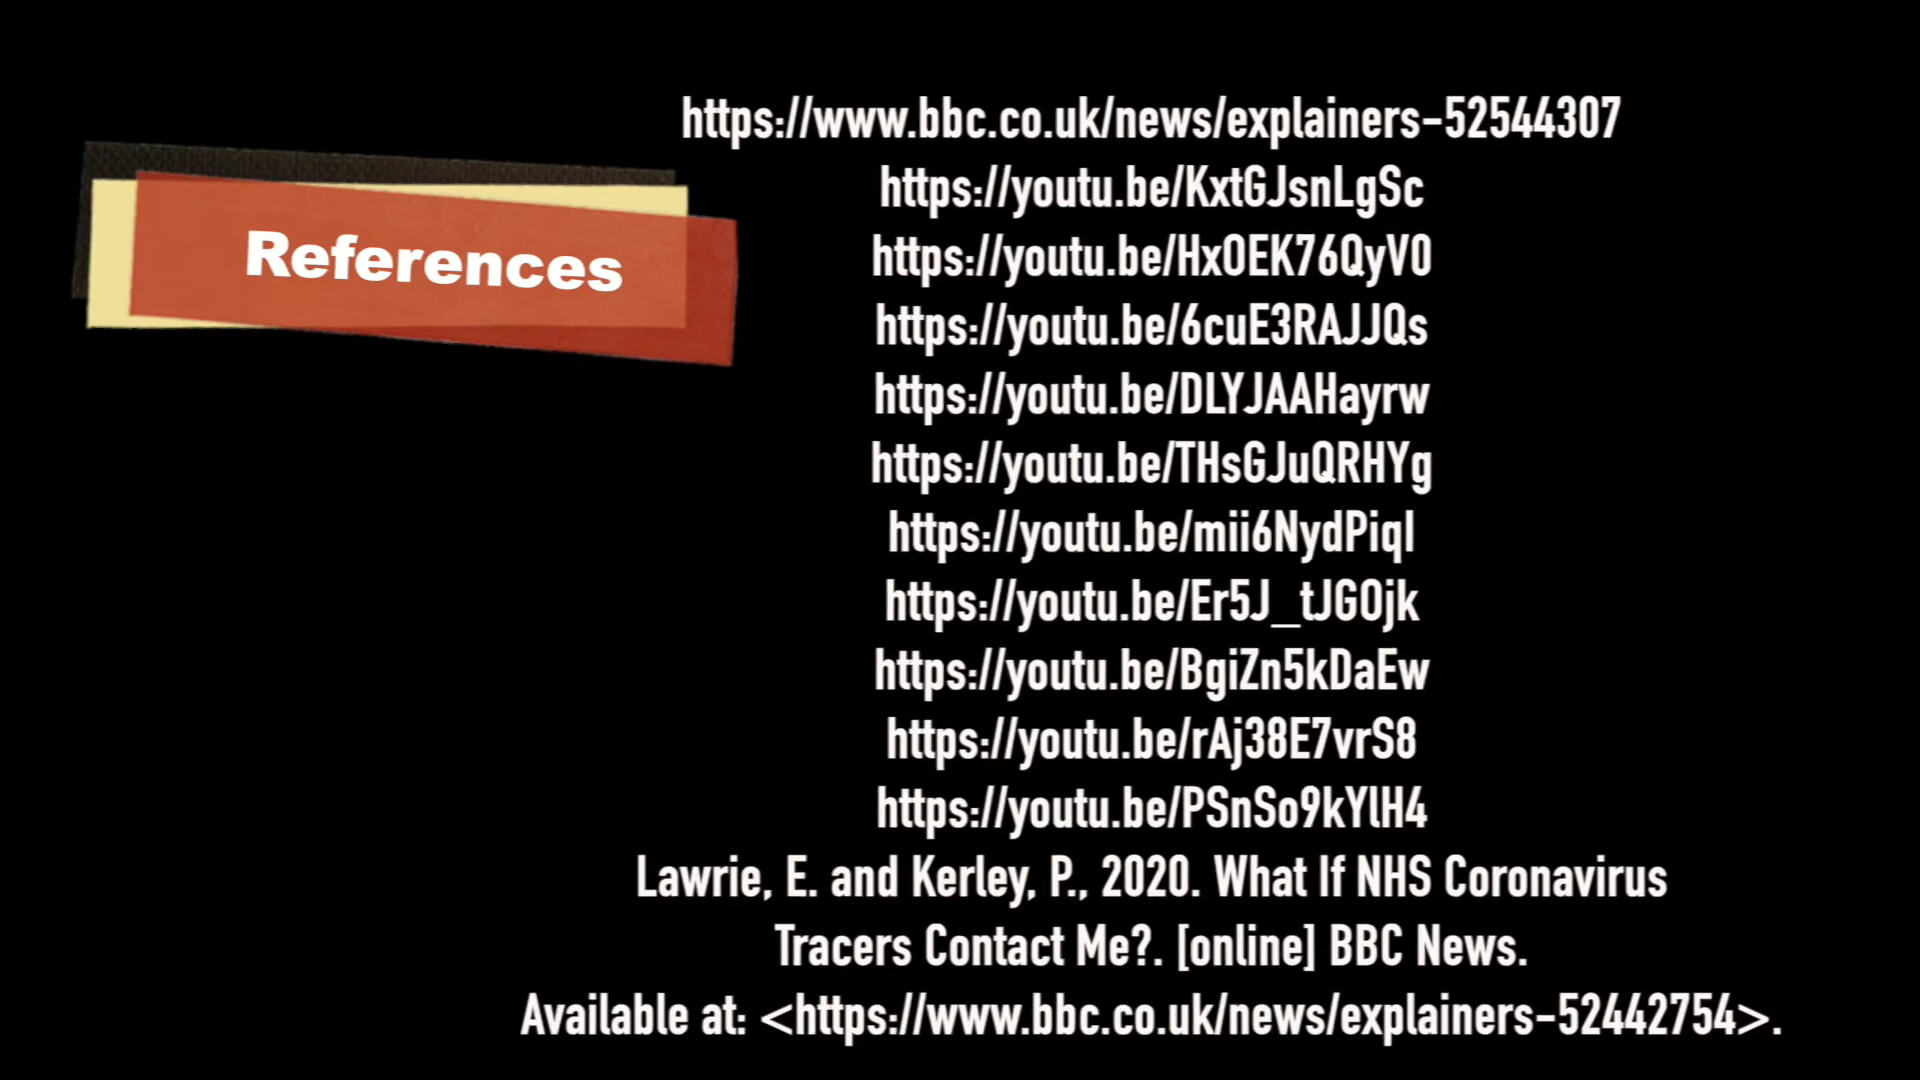 References
https://www.bbc.co.uk/news/explainers-52544307
https://youtu.be/KxtGJsnLgSc
https://youtu.be/HxOEK76QyV0
https://youtu.be/6cuE3RAJJQs
https://youtu.be/DLYJAAHayrw
https://youtu.be/THsGJuQRHYg
https://youtu.be/mii6NydPiqI
https://youtu.be/Er5J_tJGOjk
https://youtu.be/BgiZn5kDaEw
https://youtu.be/rAj38E7vrS8
https://youtu.be/PSnSo9kYlH4
Lawrie, E. and Kerley, P., 2020. What If NHS Coronavirus
Tracers Contact Me?. [online] BBC News.
Available at: <https://www.bbc.co.uk/news/explainers-52442754>.